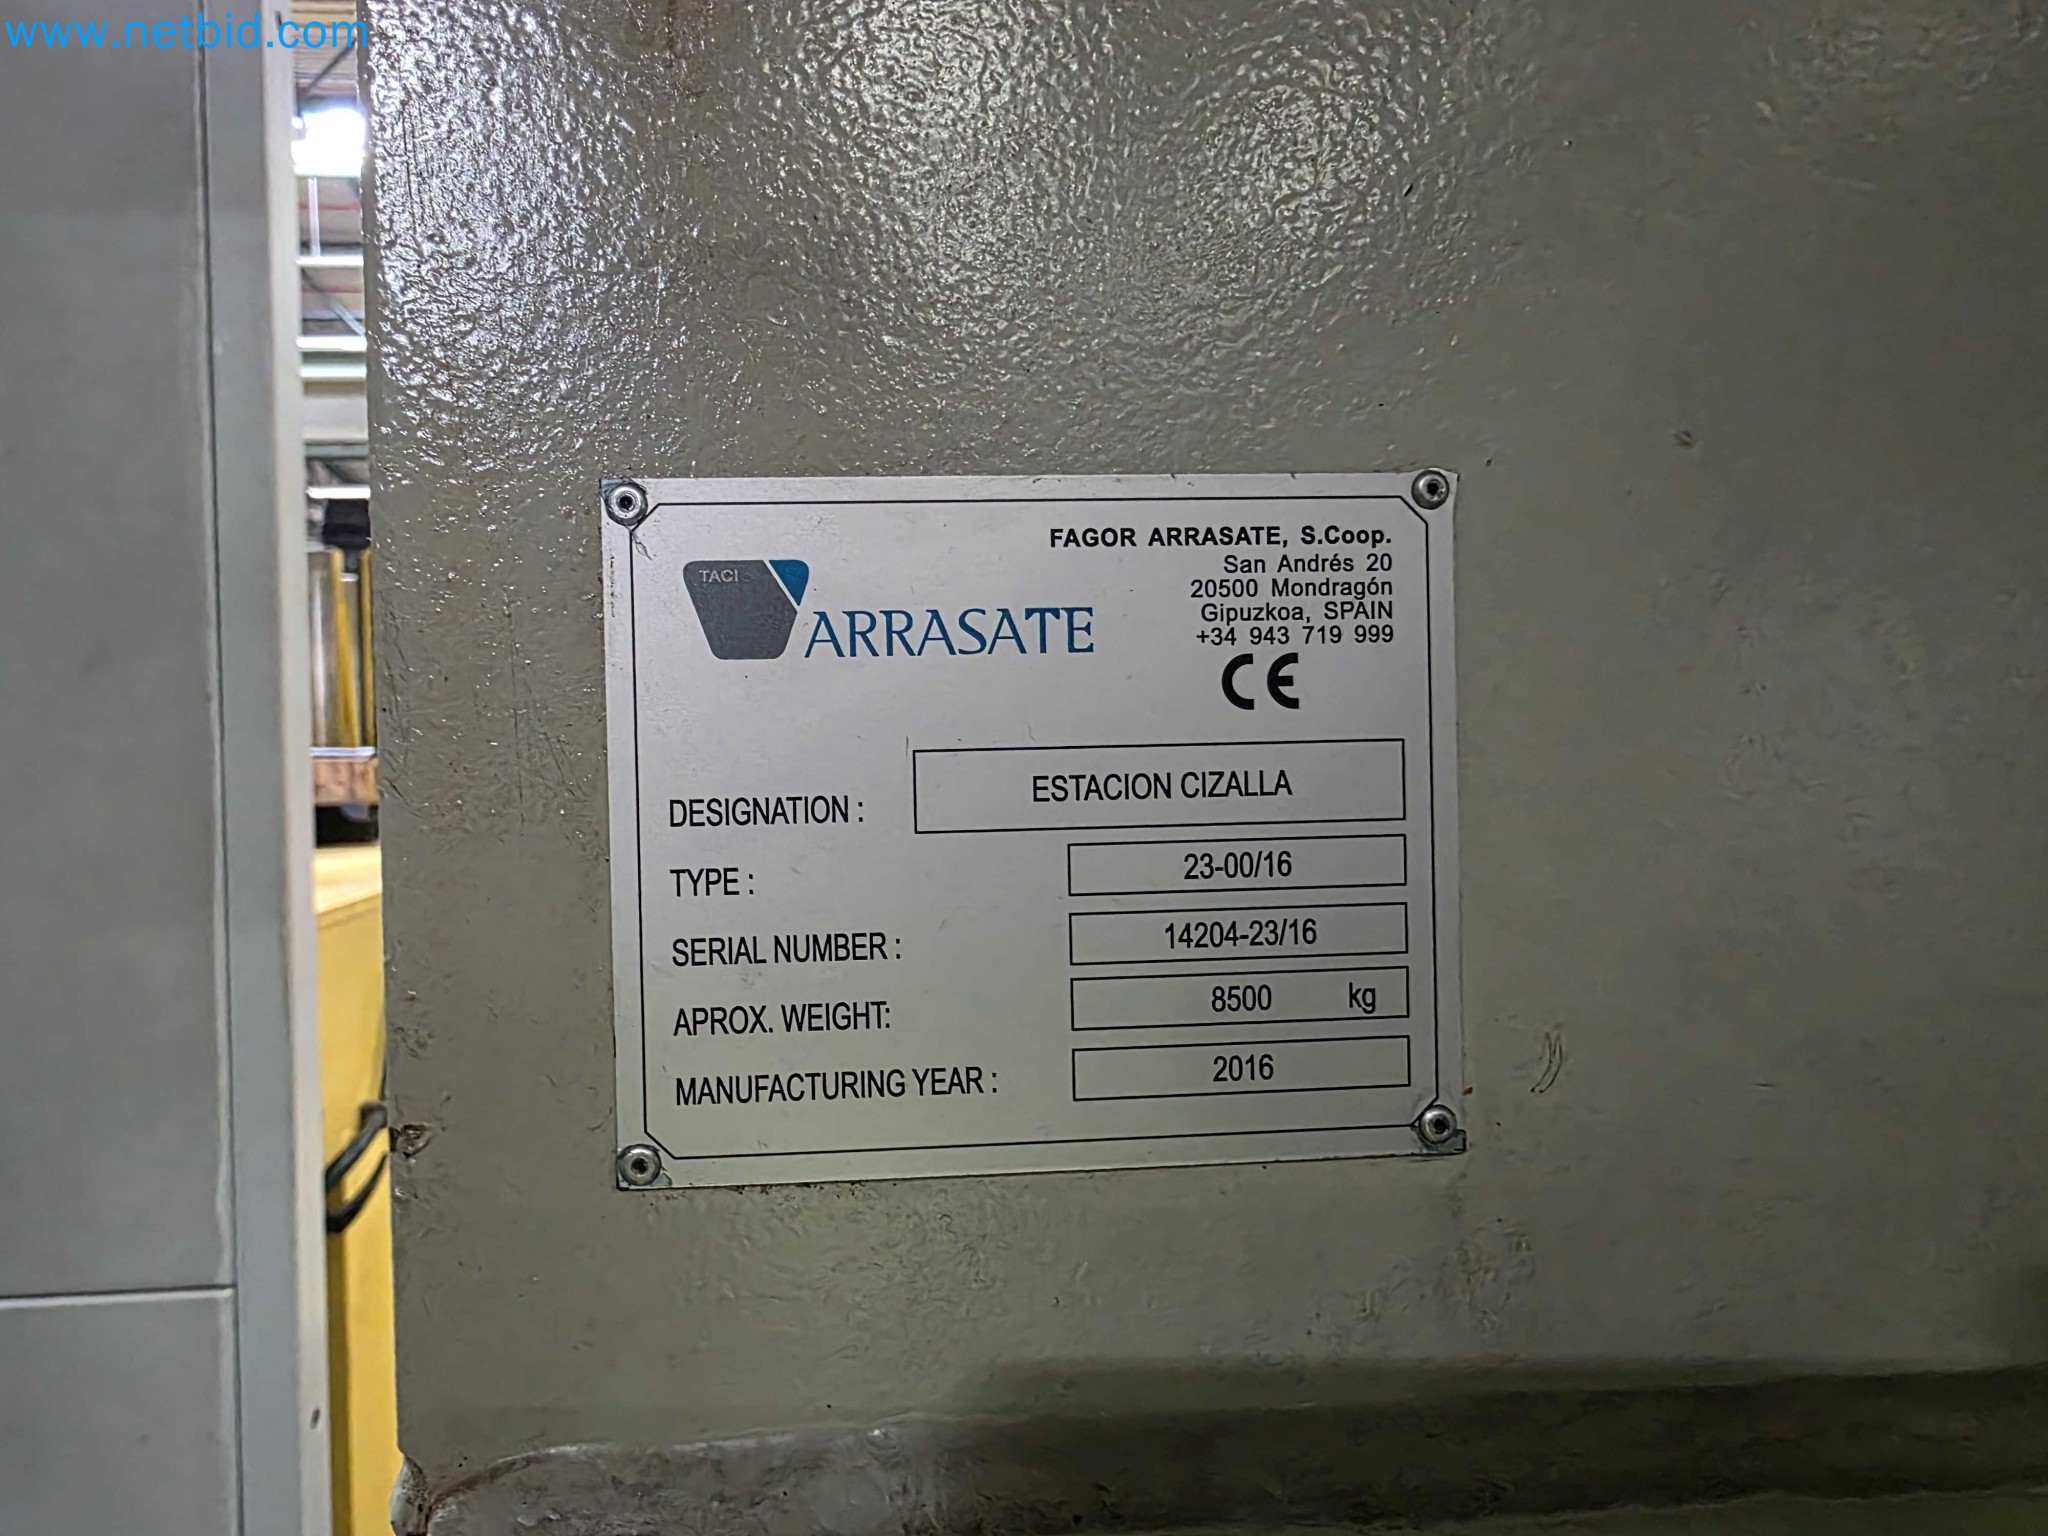 www.netbid.com
FAGOR ARRASATE, S.Coop.
San Andrés 20
20500 Mondragón
Gipuzkoa, SPAIN
+34 943 719 999
TACI
ARRASATE
CE
DESIGNATION : ESTACION CIZALLA
TYPE : 23-00/16
SERIAL NUMBER : 14204-23/16
APROX. WEIGHT: 8500 kg
MANUFACTURING YEAR : 2016